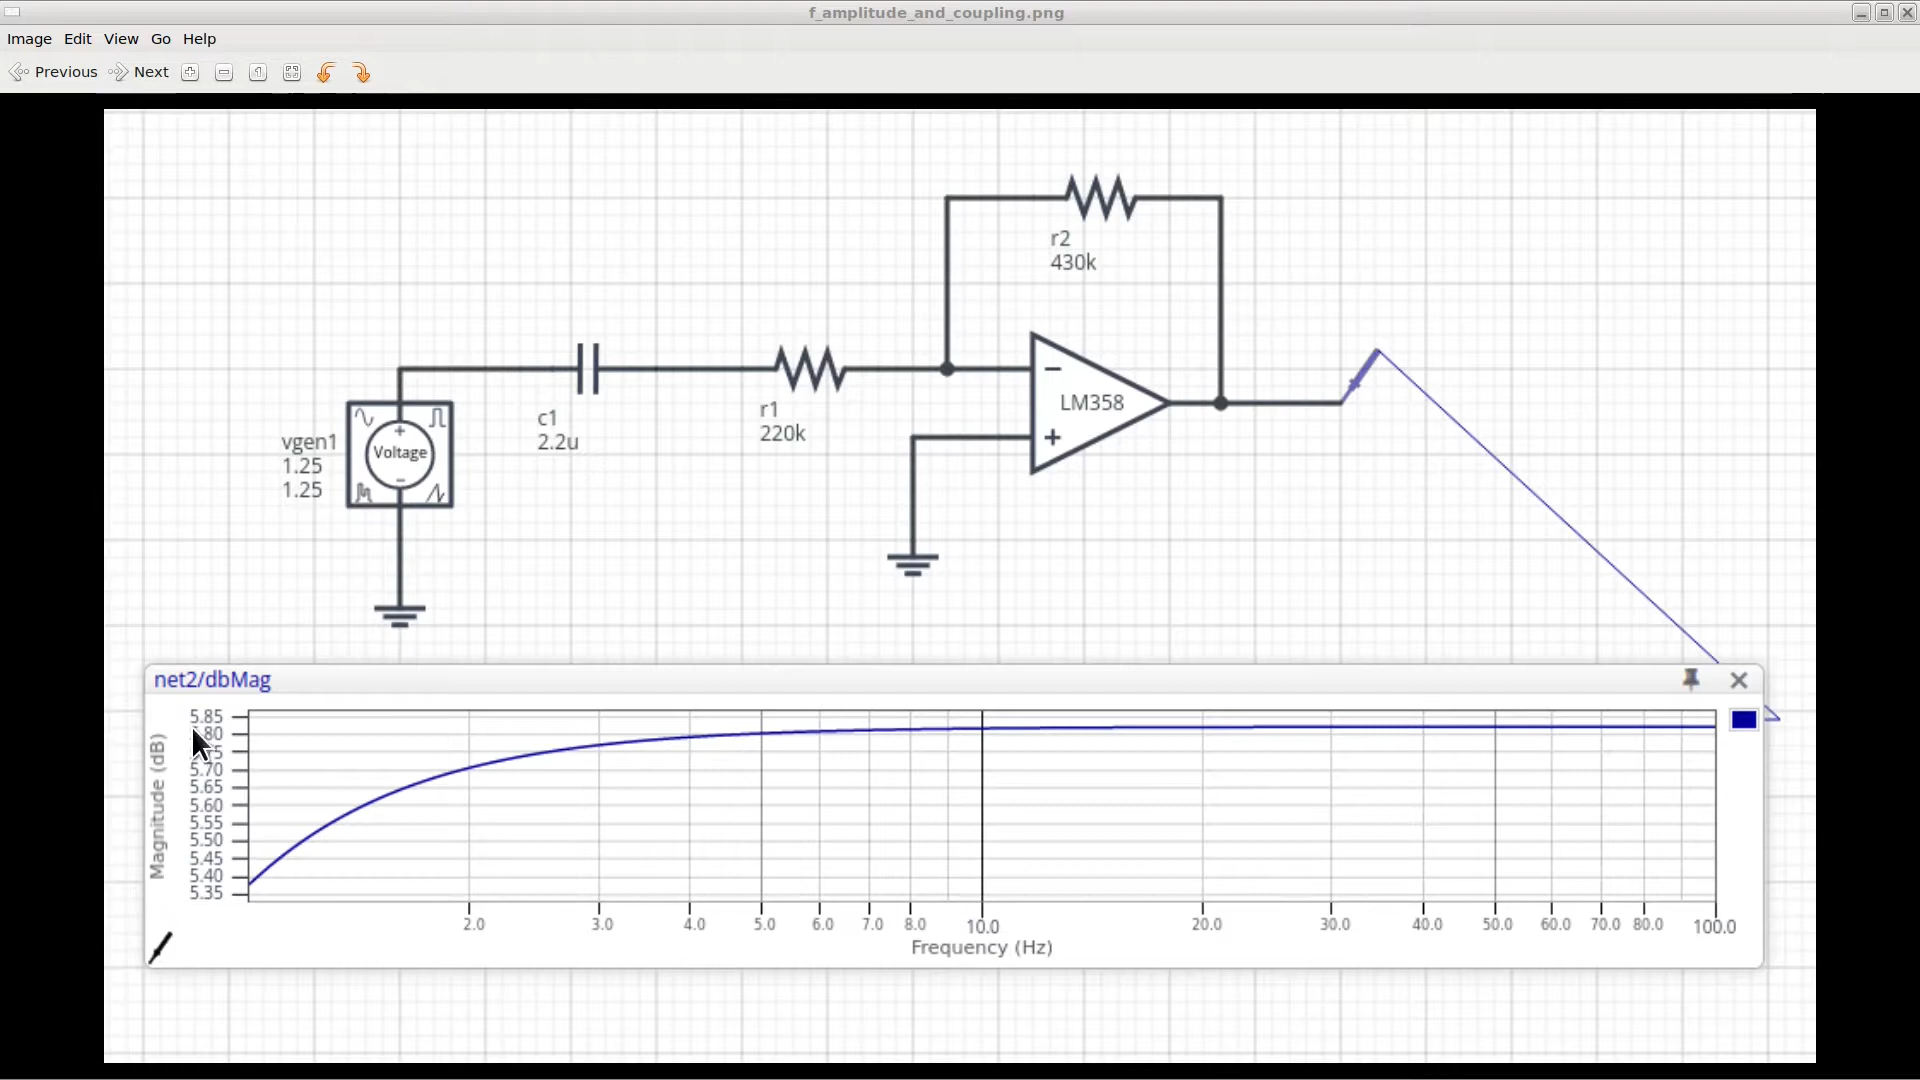 f_amplitude_and_coupling.png
Image Edit View Go Help
Previous Next
r2
430k
LM358
c1
2.2u
r1
220k
vgen1
1.25
1.25
Voltage
net2/dbMag
5.85
5.70
5.65
5.60
5.55
5.50
5.45
5.40
5.35
Magnitude (dB)
2.0 3.0 4.0 5.0 6.0 7.0 8.0 10.0 20.0 30.0 40.0 50.0 60.0 70.0 80.0 100.0
Frequency (Hz)